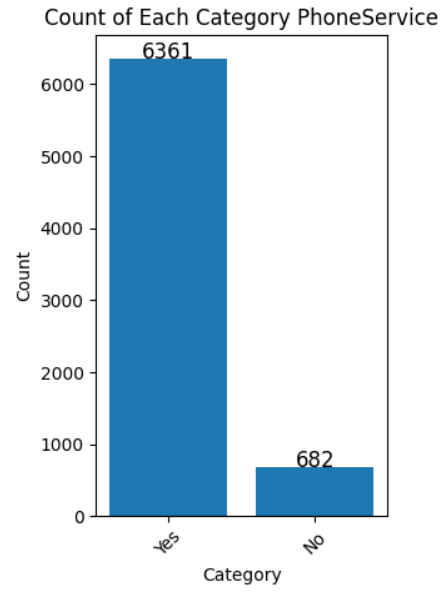 Count of Each Category PhoneService
6361
6000
5000
4000
3000
2000
1000
0
Count
682
Yes
No
Category